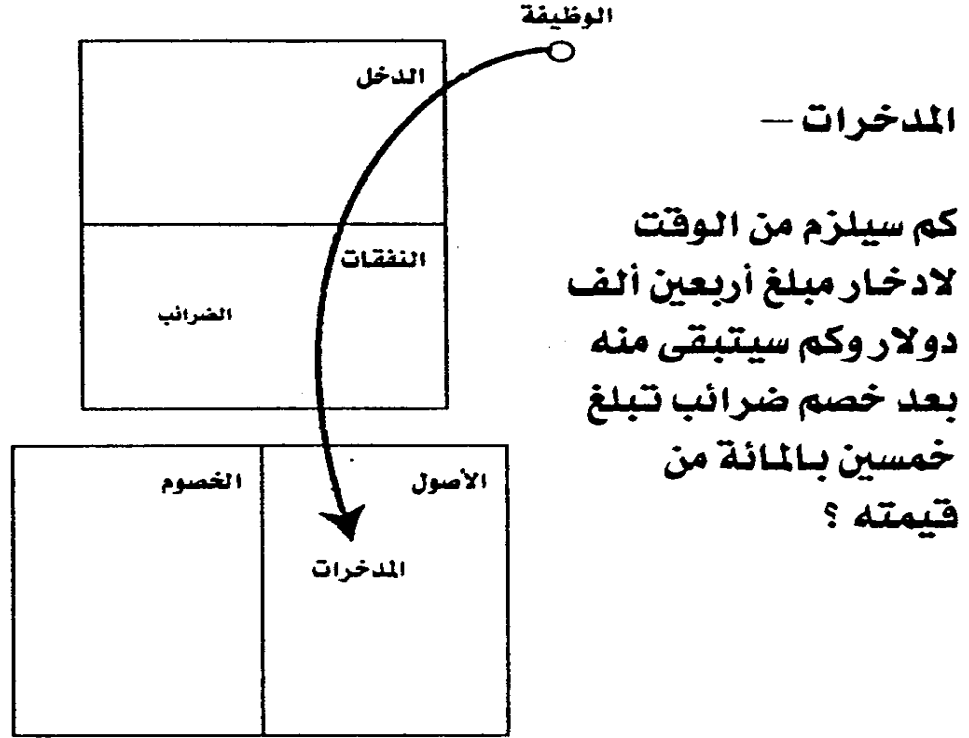 الوظيفة
الدخل
النفقات
الضرائب
الأصول
الخصوم
المدخرات
المدخرات –
كم سيلزم من الوقت
لادخار مبلغ أربعين ألف
دولار وكم سيتبقى منه
بعد خصم ضرائب تبلغ
خمسين بالمائة من
قيمته ؟